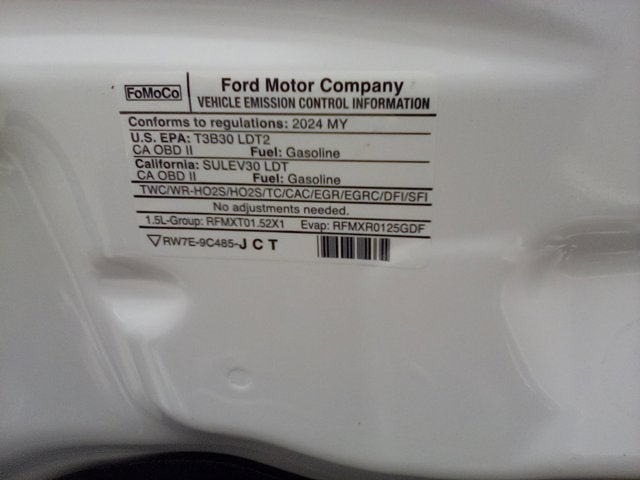 FoMoCo
Ford Motor Company
VEHICLE EMISSION CONTROL INFORMATION
Conforms to regulations: 2024 MY
U.S. EPA: T3B30 LDT2
CA OBD II Fuel: Gasoline
California: SULEV30 LDT
CA OBD II Fuel: Gasoline
TWC/WR-HO2S/HO2S/TC/CAC/EGR/EGRC/DFI/SFI
No adjustments needed.
1.5L-Group: RFMXT01.52X1 Evap: RFMXR0125GDF
RW7E-9C485-J C T